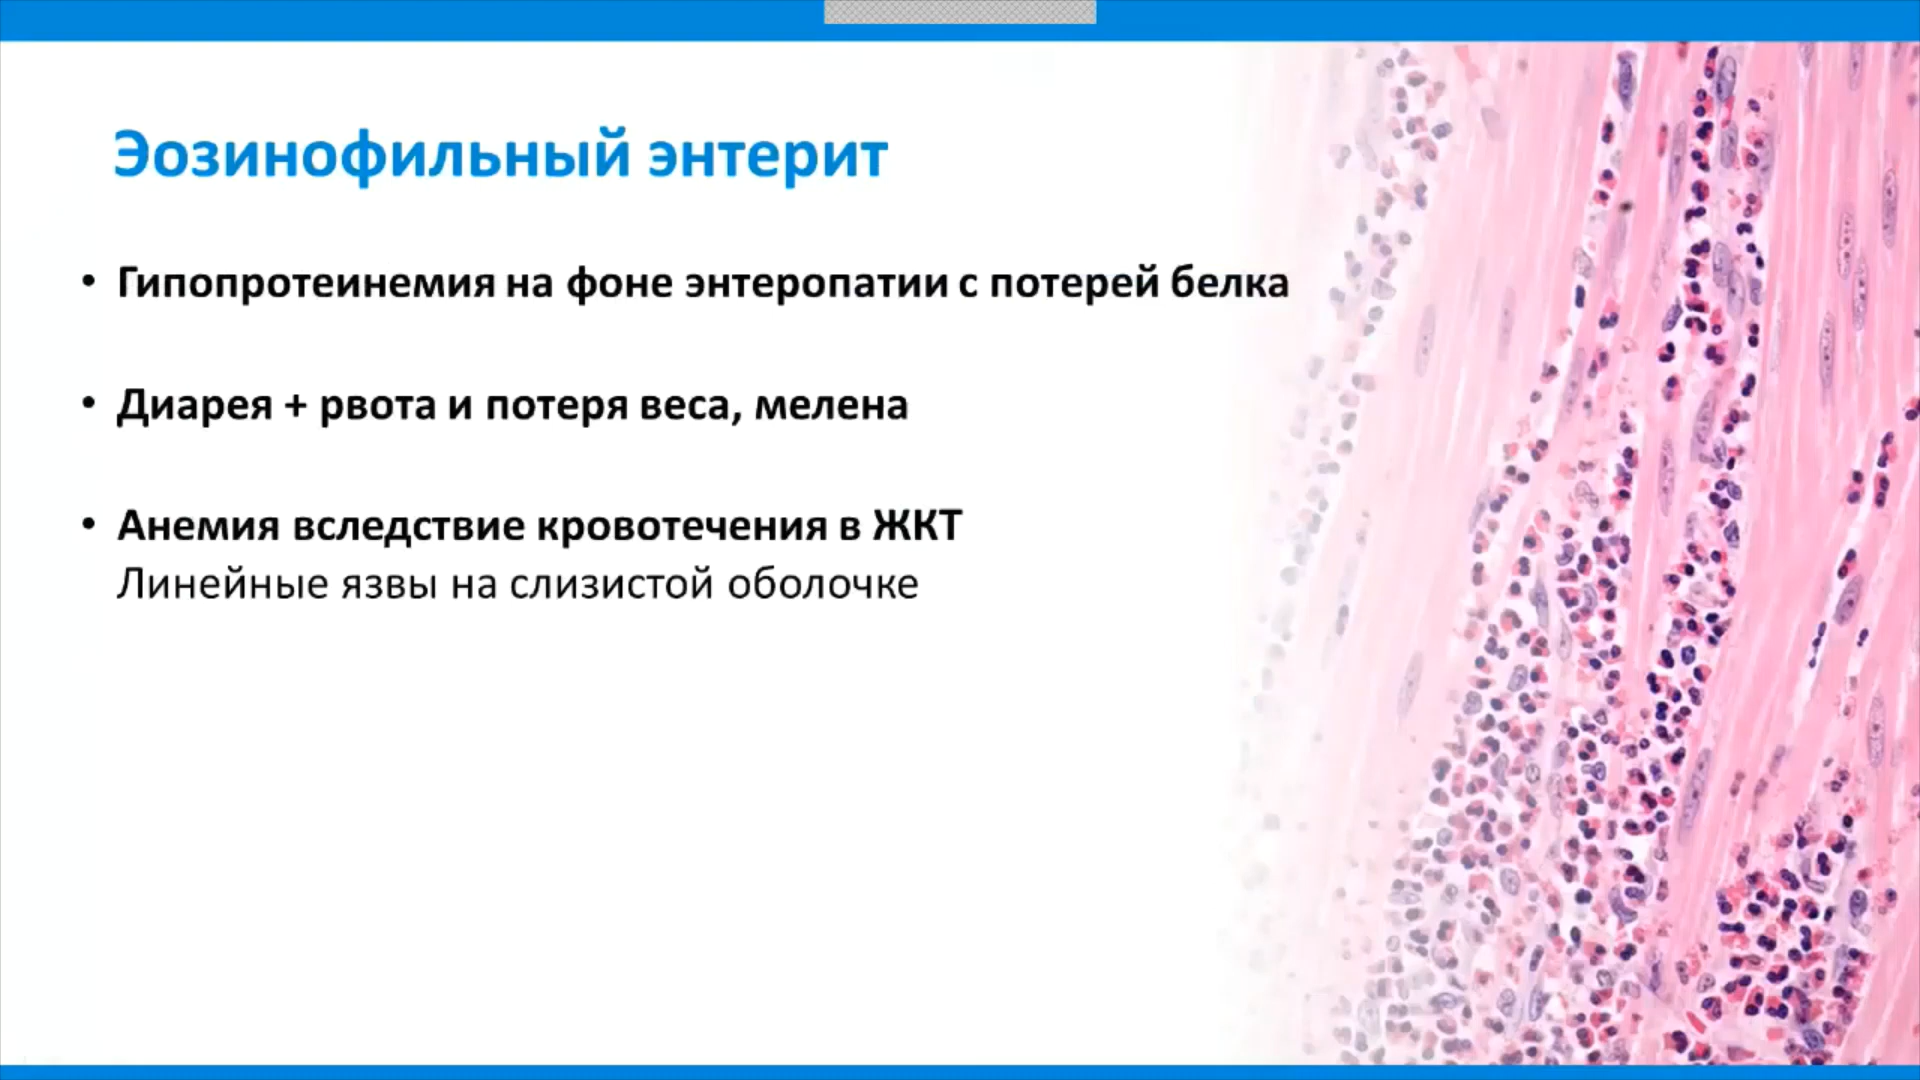 Эозинофильный энтерит
• Гипопротеинемия на фоне энтеропатии с потерей белка
• Диарея + рвота и потеря веса, мелена
• Анемия вследствие кровотечения в ЖКТ
Линейные язвы на слизистой оболочке